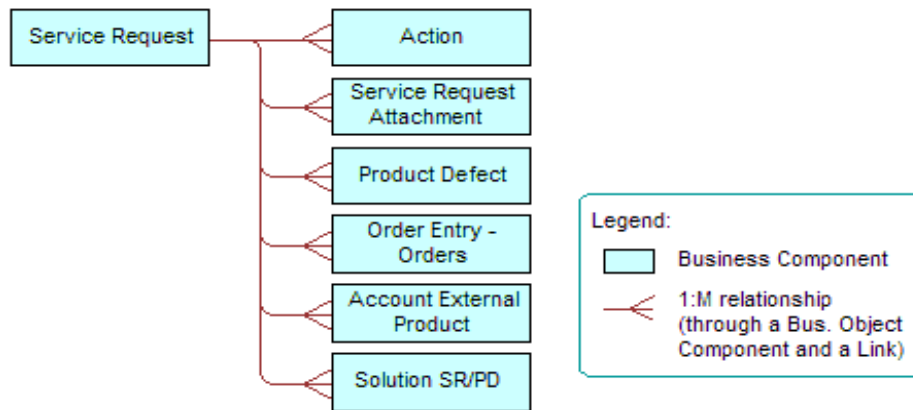 Service Request
Action
Service Request
Attachment
Product Defect
Order Entry -
Orders
Account External
Product
Solution SR/PD
Legend:
Business Component
1:M relationship
(through a Bus. Object
Component and a Link)